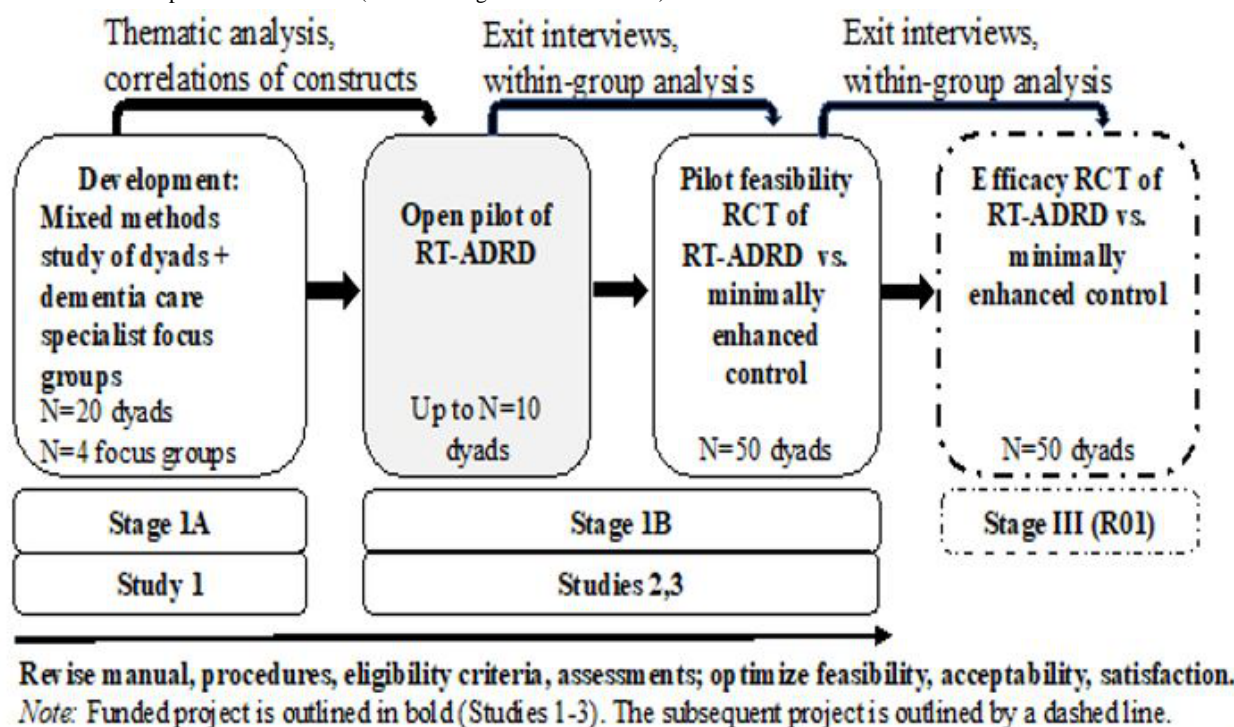 Thematic analysis,
correlations of constructs
Exit interviews,
within-group analysis
Exit interviews,
within-group analysis
Development:
Mixed methods
study of dyads +
dementia care
specialist focus
groups
N=20 dyads
N=4 focus groups
Open pilot of
RT-ADRD
Up to N=10
dyads
Pilot feasibility
RCT of
RT-ADRD vs.
minimally
enhanced
control
N=50 dyads
Efficacy RCT of
RT-ADRD vs.
minimally
enhanced control
N=50 dyads
Stage 1A
Stage 1B
Stage III (R01)
Study 1
Studies 2,3
Revise manual, procedures, eligibility criteria, assessments; optimize feasibility, acceptability, satisfaction.
Note: Funded project is outlined in bold (Studies 1-3). The subsequent project is outlined by a dashed line.